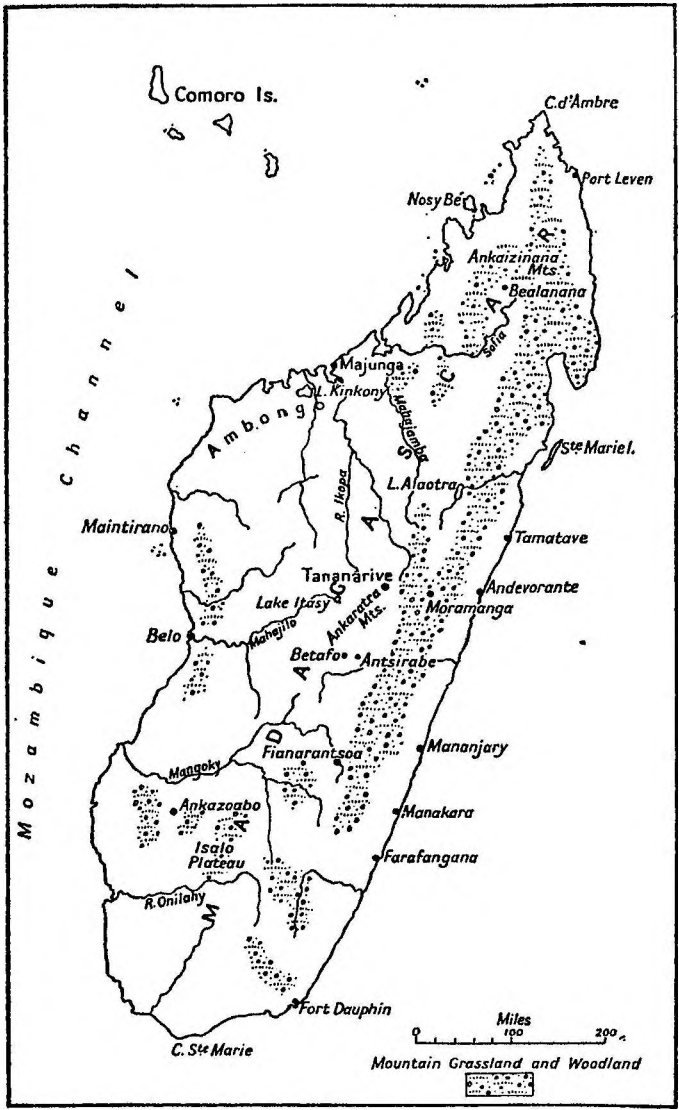 Comoro Is.
C. d'Ambre
Port Leven
Nosy Bé
Ankaizinana
Mts.
Bealanana
Sofia
Majunga
L. Kinkony
Ambongo
Mahajamba
Ste Marie I.
L. Alaotra
R. Ikopa
Mozambique Channel
Maintirano
Tamatave
Tananarive
Andevorante
Lake Itasy
Ankaratra
Mts.
Moramanga
Belo
Mahajilo
Betafo
Antsirabe
MADAGASCAR
Fianarantsoa
Mananjary
Mangoky
Ankazoabo
Manakara
Isalo
Plateau
Farafangana
R. Onilahy
Fort Dauphin
C. Ste Marie
Miles
0 100 200
Mountain Grassland and Woodland